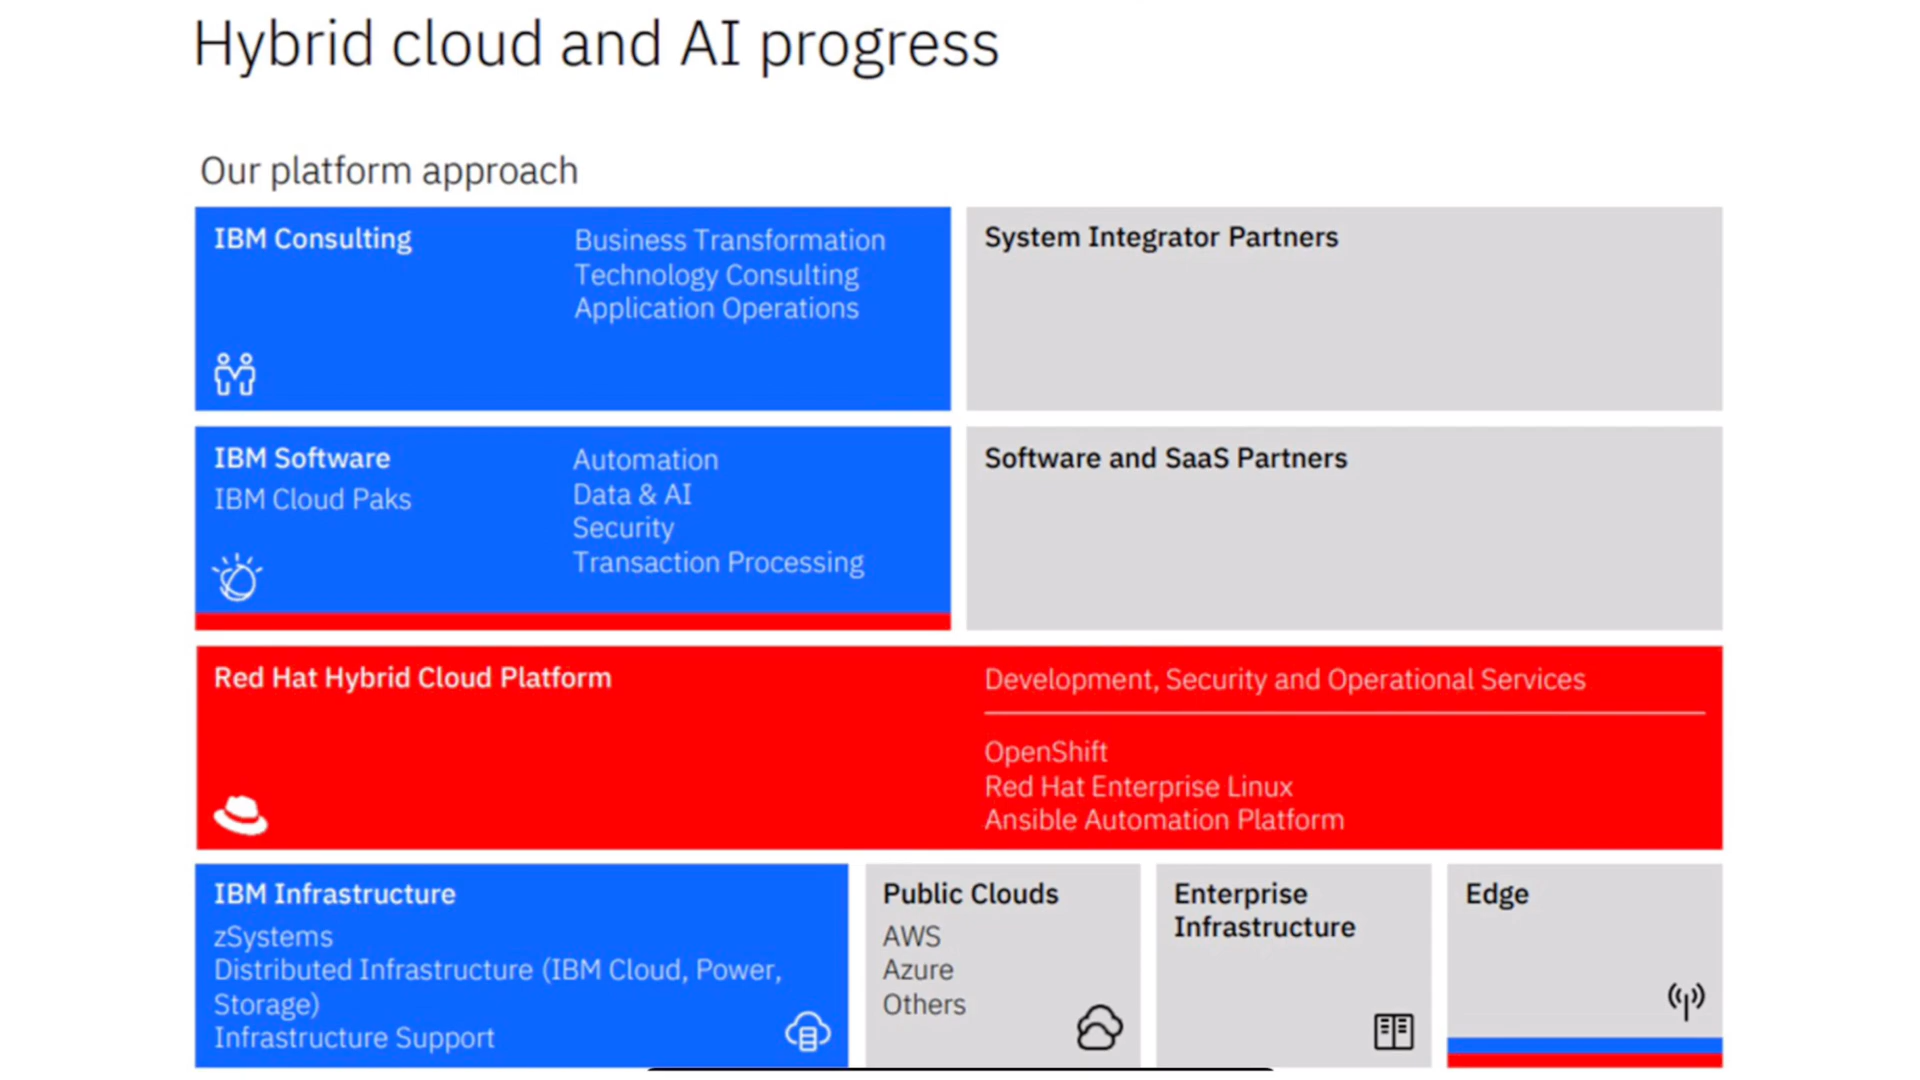 Hybrid cloud and AI progress
Our platform approach
IBM Consulting
Business Transformation
Technology Consulting
Application Operations
System Integrator Partners
IBM Software
IBM Cloud Paks
Automation
Data & AI
Security
Transaction Processing
Software and SaaS Partners
Red Hat Hybrid Cloud Platform
Development, Security and Operational Services
OpenShift
Red Hat Enterprise Linux
Ansible Automation Platform
IBM Infrastructure
zSystems
Distributed Infrastructure (IBM Cloud, Power,
Storage)
Infrastructure Support
Public Clouds
AWS
Azure
Others
Enterprise
Infrastructure
Edge